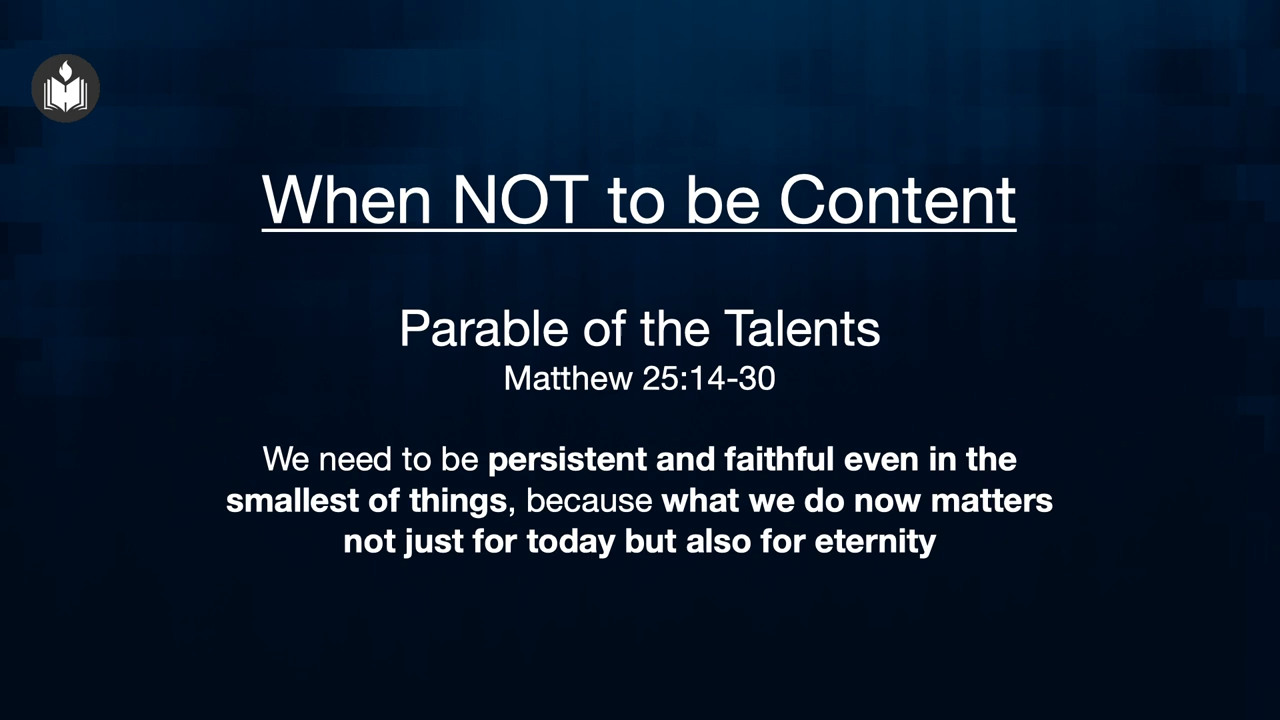 When NOT to be Content
Parable of the Talents
Matthew 25:14-30
We need to be persistent and faithful even in the
smallest of things, because what we do now matters
not just for today but also for eternity